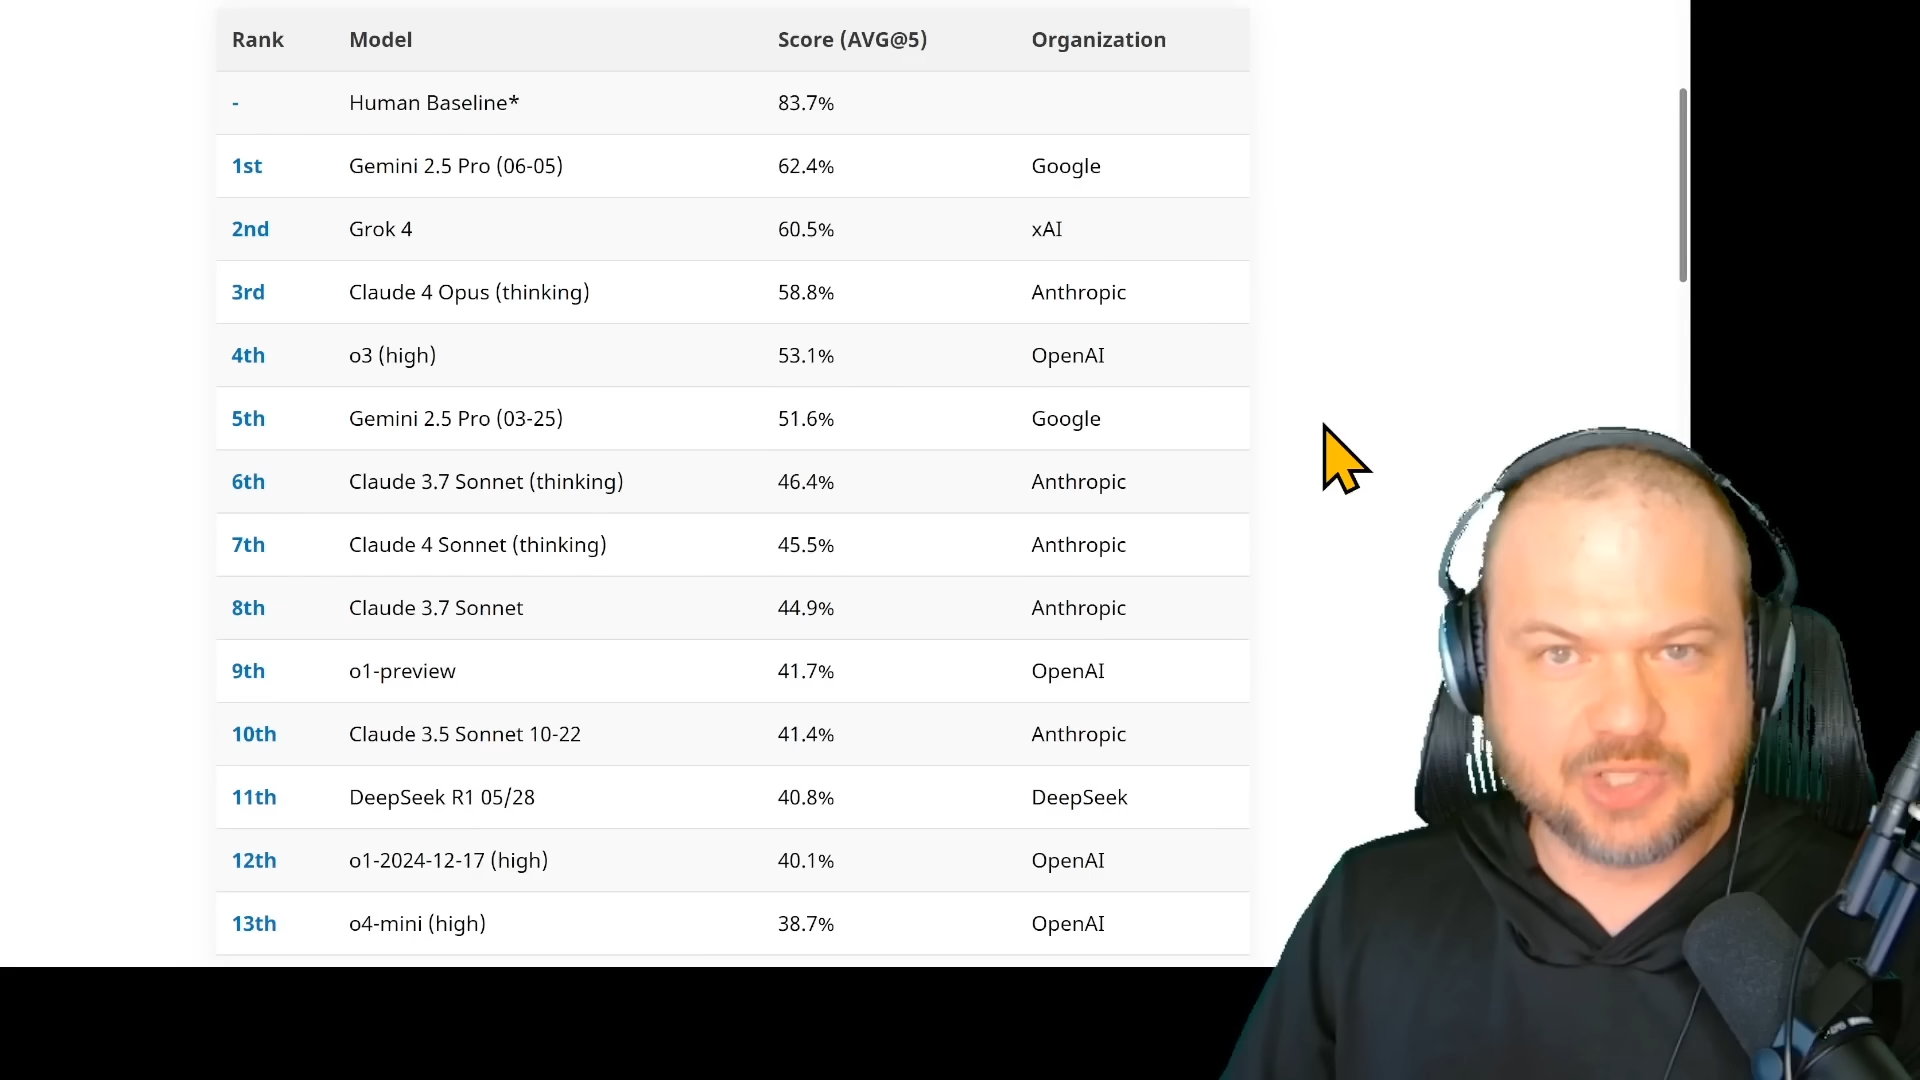 Rank Model Score (AVG@5) Organization
- Human Baseline* 83.7%
1st Gemini 2.5 Pro (06-05) 62.4% Google
2nd Grok 4 60.5% xAI
3rd Claude 4 Opus (thinking) 58.8% Anthropic
4th o3 (high) 53.1% OpenAI
5th Gemini 2.5 Pro (03-25) 51.6% Google
6th Claude 3.7 Sonnet (thinking) 46.4% Anthropic
7th Claude 4 Sonnet (thinking) 45.5% Anthropic
8th Claude 3.7 Sonnet 44.9% Anthropic
9th o1-preview 41.7% OpenAI
10th Claude 3.5 Sonnet 10-22 41.4% Anthropic
11th DeepSeek R1 05/28 40.8% DeepSeek
12th o1-2024-12-17 (high) 40.1% OpenAI
13th o4-mini (high) 38.7% OpenAI